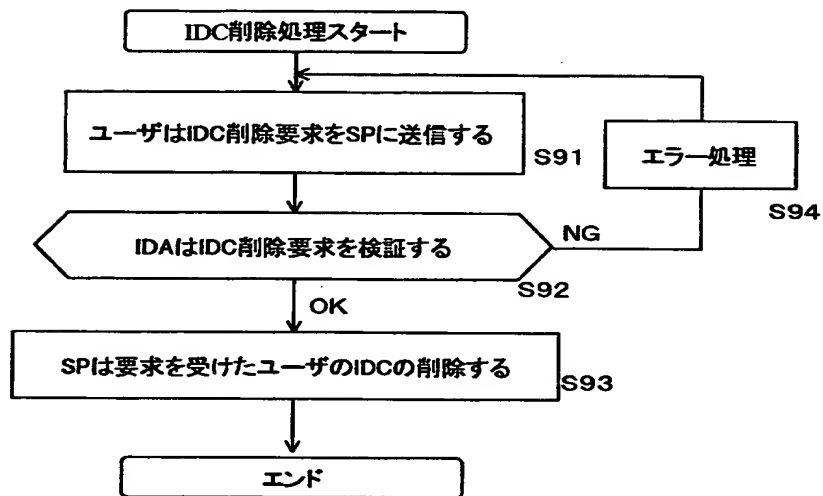 IDC削除処理スタート
ユーザはIDC削除要求をSPに送信する
S91
エラー処理
S94
IDAはIDC削除要求を検証する
NG
S92
OK
SPは要求を受けたユーザのIDCの削除する
S93
エンド